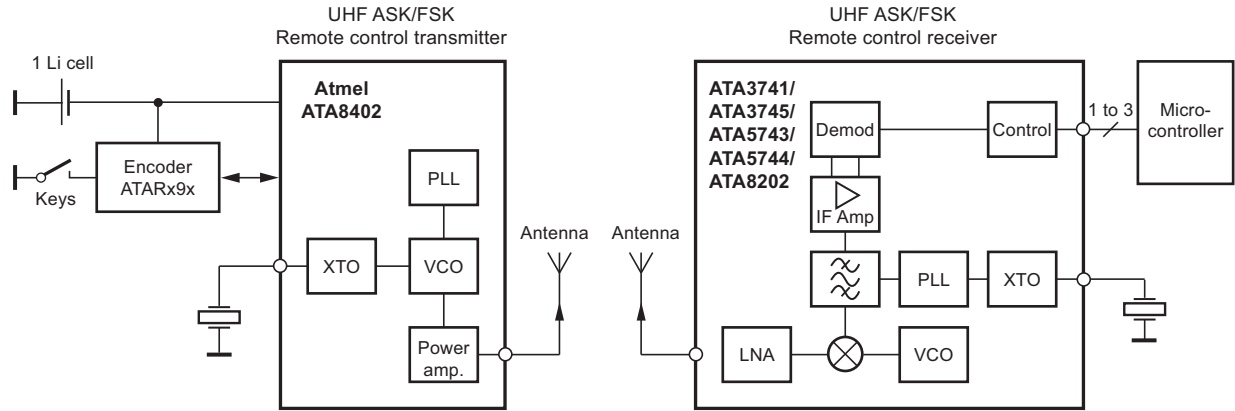 UHF ASK/FSK
Remote control transmitter
1 Li cell
Atmel
ATA8402
Encoder
ATARx9x
Keys
PLL
XTO
VCO
Power
amp.
Antenna
UHF ASK/FSK
Remote control receiver
ATA3741/
ATA3745/
ATA5743/
ATA5744/
ATA8202
Demod
Control
1 to 3
Micro-
controller
IF Amp
Antenna
PLL
XTO
LNA
VCO